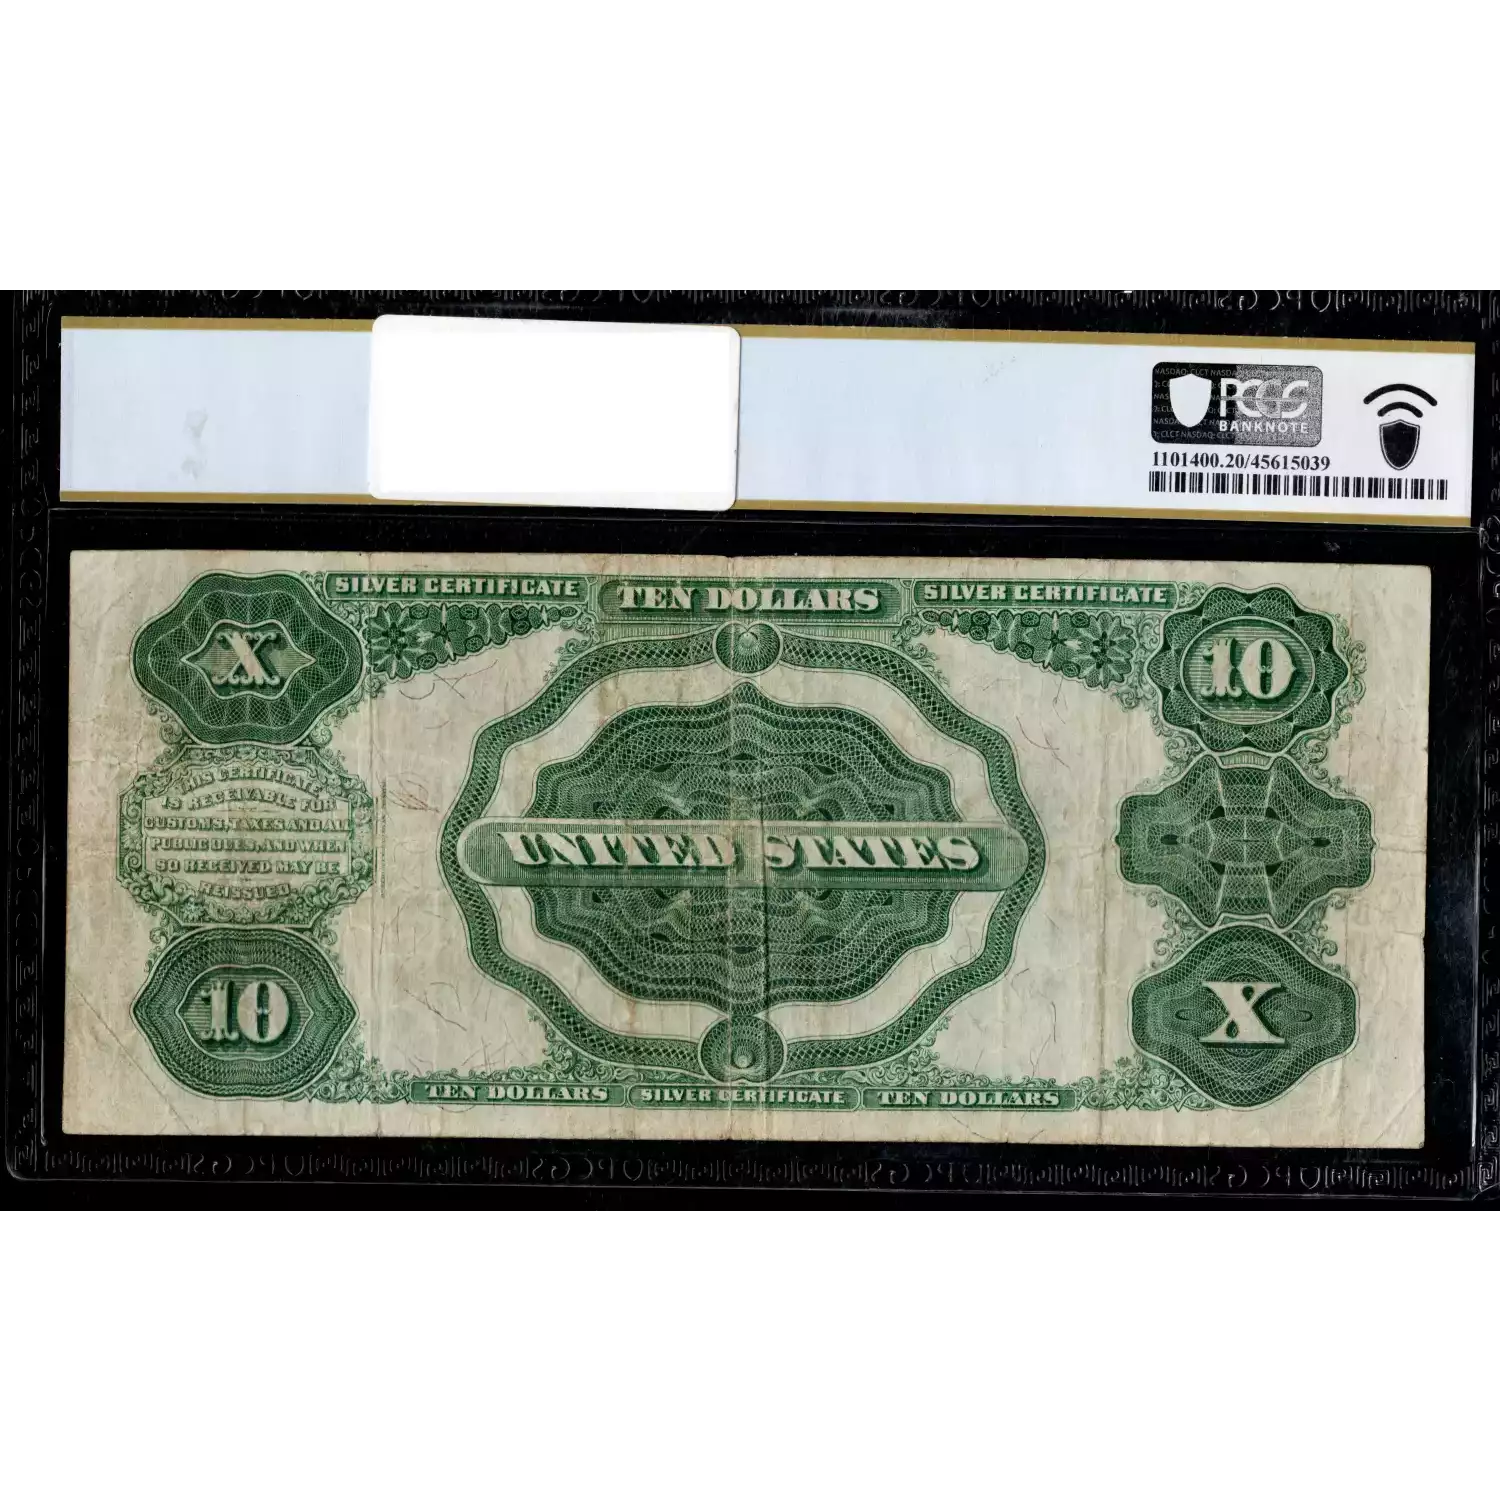 PCGS
BANKNOTE
1101400.20/45615039
SILVER CERTIFICATE
TEN DOLLARS
SILVER CERTIFICATE
X
10
UNITED STATES
THIS CERTIFICATE
IS RECEIVABLE FOR
CUSTOMS, TAXES AND ALL
PUBLIC DUES, AND WHEN
SO RECEIVED MAY BE
REISSUED.
10
X
TEN DOLLARS
SILVER CERTIFICATE
TEN DOLLARS